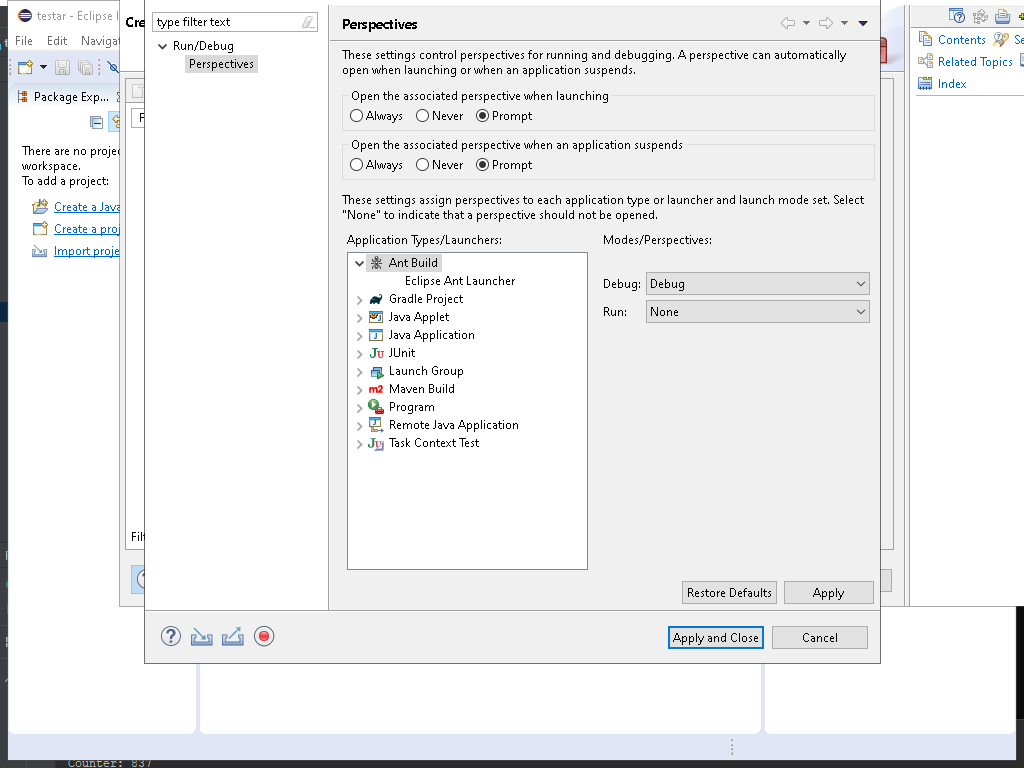 testar - Eclipse I
File Edit Navigat
Package Exp...
There are no projec
workspace.
To add a project:
Create a Java
Create a proj
Import proje
Cre
Filt
type filter text
Run/Debug
Perspectives
Perspectives
These settings control perspectives for running and debugging. A perspective can automatically
open when launching or when an application suspends.
Open the associated perspective when launching
Always Never Prompt
Open the associated perspective when an application suspends
Always Never Prompt
These settings assign perspectives to each application type or launcher and launch mode set. Select
"None" to indicate that a perspective should not be opened.
Application Types/Launchers:
Ant Build
Eclipse Ant Launcher
Gradle Project
Java Applet
Java Application
JUnit
Launch Group
Maven Build
Program
Remote Java Application
Task Context Test
Modes/Perspectives:
Debug: Debug
Run: None
Restore Defaults Apply
Apply and Close Cancel
Contents Se
Related Topics
Index
Counter: 837